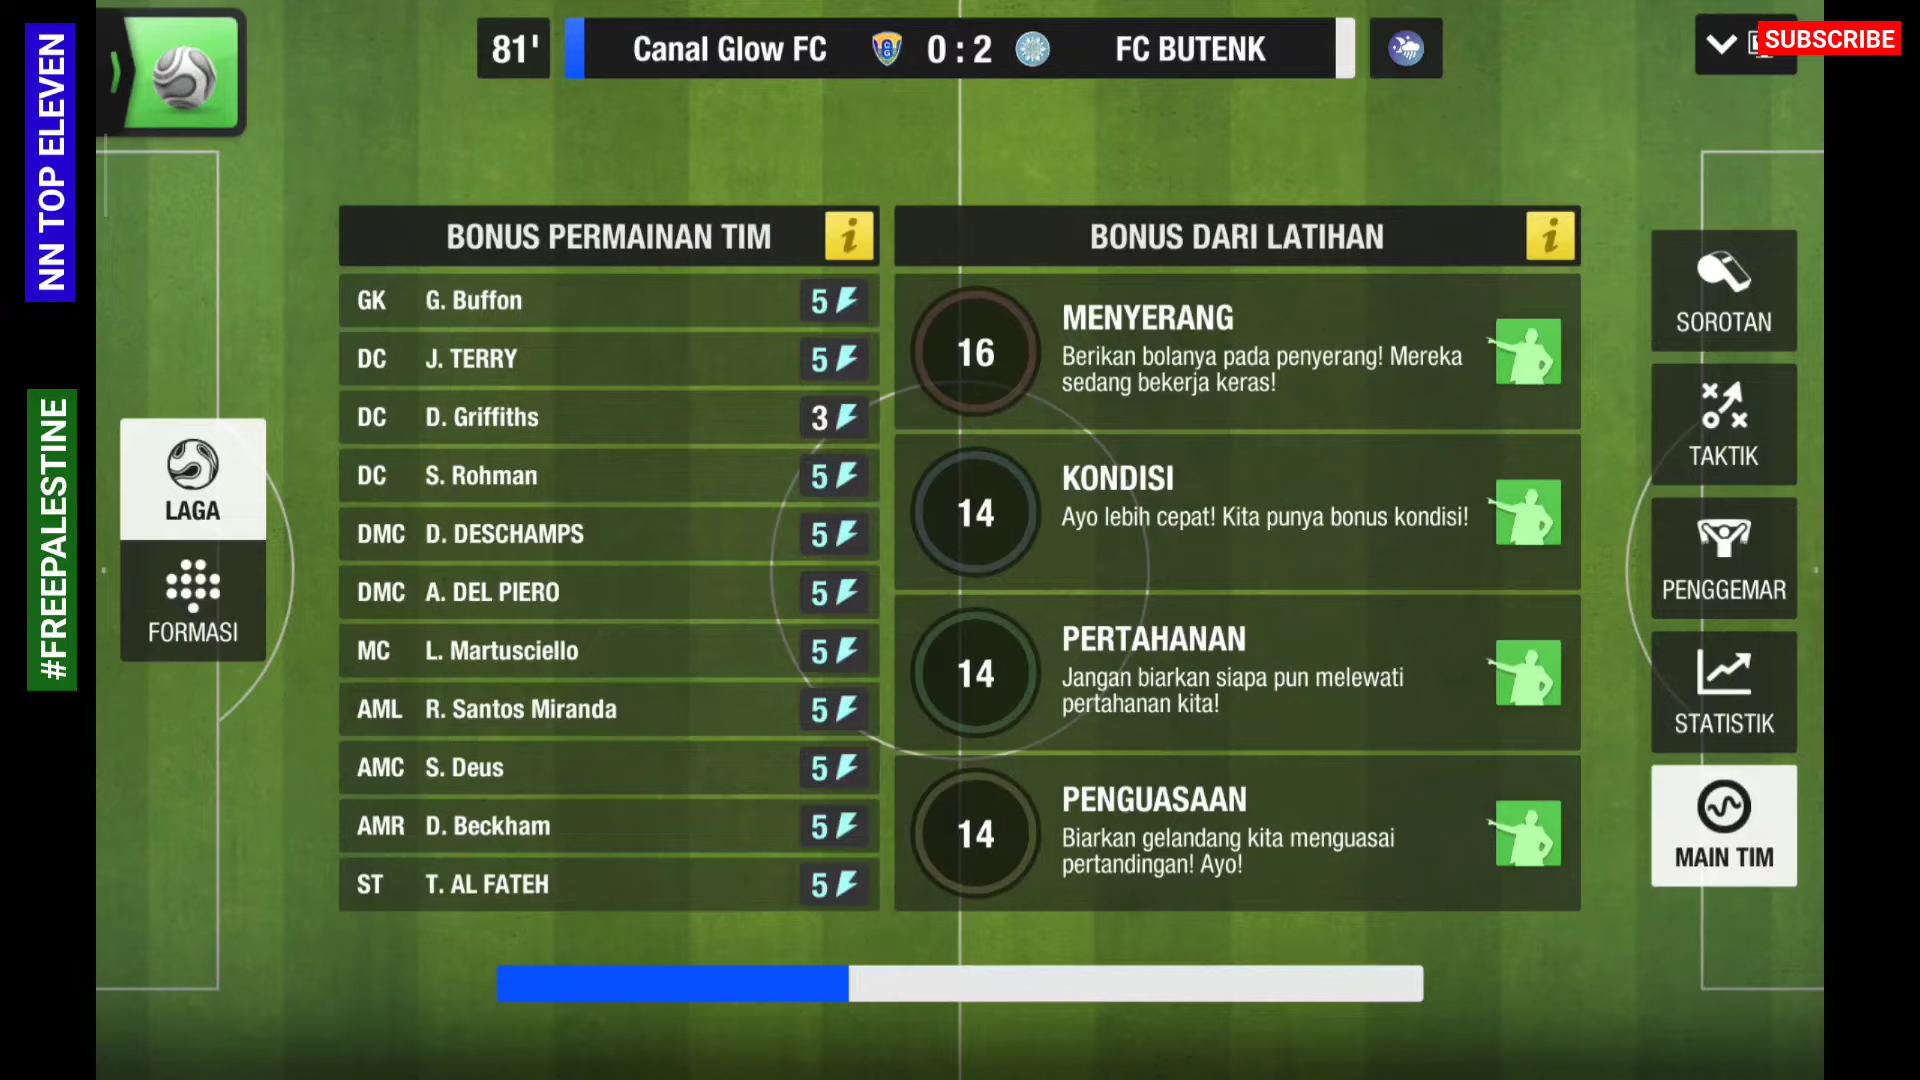 NN TOP ELEVEN
#FREEPALESTINE
81'
Canal Glow FC
0 : 2
FC BUTENK
SUBSCRIBE
BONUS PERMAINAN TIM
GK G. Buffon 5
DC J. TERRY 5
DC D. Griffiths 3
DC S. Rohman 5
DMC D. DESCHAMPS 5
DMC A. DEL PIERO 5
MC L. Martusciello 5
AML R. Santos Miranda 5
AMC S. Deus 5
AMR D. Beckham 5
ST T. AL FATEH 5
BONUS DARI LATIHAN
16
MENYERANG
Berikan bolanya pada penyerang! Mereka
sedang bekerja keras!
14
KONDISI
Ayo lebih cepat! Kita punya bonus kondisi!
14
PERTAHANAN
Jangan biarkan siapa pun melewati
pertahanan kita!
14
PENGUASAAN
Biarkan gelandang kita menguasai
pertandingan! Ayo!
LAGA
FORMASI
SOROTAN
TAKTIK
PENGGEMAR
STATISTIK
MAIN TIM